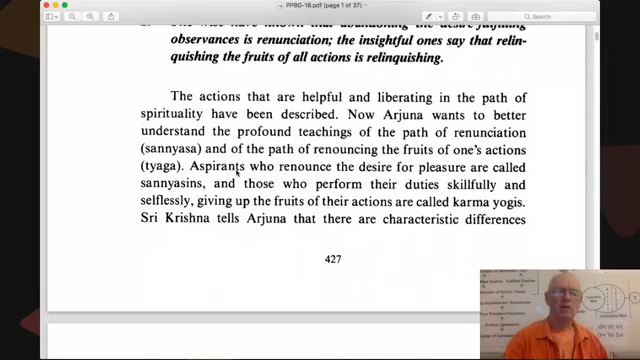 PPBG-18.pdf (page 1 of 376)
Search
observances is renunciation; the insightful ones say that relin-
quishing the fruits of all actions is relinquishing.
The actions that are helpful and liberating in the path of
spirituality have been described. Now Arjuna wants to better
understand the profound teachings of the path of renunciation
(sannyasa) and of the path of renouncing the fruits of one's actions
(tyaga). Aspirants who renounce the desire for pleasure are called
sannyasins, and those who perform their duties skillfully and
selflessly, giving up the fruits of their actions are called karma yogis.
Sri Krishna tells Arjuna that there are characteristic differences
427